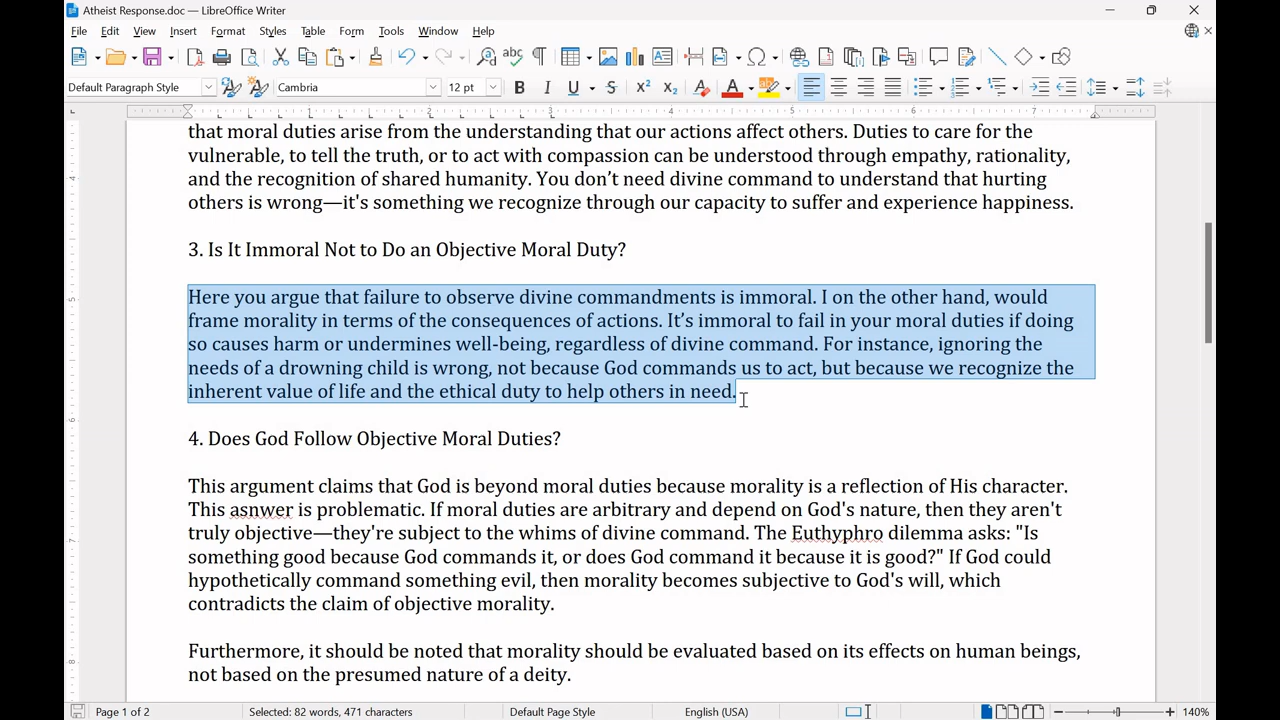 Atheist Response.doc — LibreOffice Writer
File Edit View Insert Format Styles Table Form Tools Window Help
Default Paragraph Style Cambria 12 pt
3 4 5 6 7
that moral duties arise from the understanding that our actions affect others. Duties to care for the
vulnerable, to tell the truth, or to act with compassion can be understood through empathy, rationality,
and the recognition of shared humanity. You don’t need divine command to understand that hurting
others is wrong—it's something we recognize through our capacity to suffer and experience happiness.
3. Is It Immoral Not to Do an Objective Moral Duty?
Here you argue that failure to observe divine commandments is immoral. I on the other hand, would
frame morality in terms of the consequences of actions. It’s immoral to fail in your moral duties if doing
so causes harm or undermines well-being, regardless of divine command. For instance, ignoring the
needs of a drowning child is wrong, not because God commands us to act, but because we recognize the
inherent value of life and the ethical duty to help others in need.
4. Does God Follow Objective Moral Duties?
This argument claims that God is beyond moral duties because morality is a reflection of His character.
This asnwer is problematic. If moral duties are arbitrary and depend on God's nature, then they aren't
truly objective—they're subject to the whims of divine command. The Euthyphro dilemma asks: "Is
something good because God commands it, or does God command it because it is good?" If God could
hypothetically command something evil, then morality becomes subjective to God's will, which
contradicts the claim of objective morality.
Furthermore, it should be noted that morality should be evaluated based on its effects on human beings,
not based on the presumed nature of a deity.
Page 1 of 2 Selected: 82 words, 471 characters Default Page Style English (USA) 140%